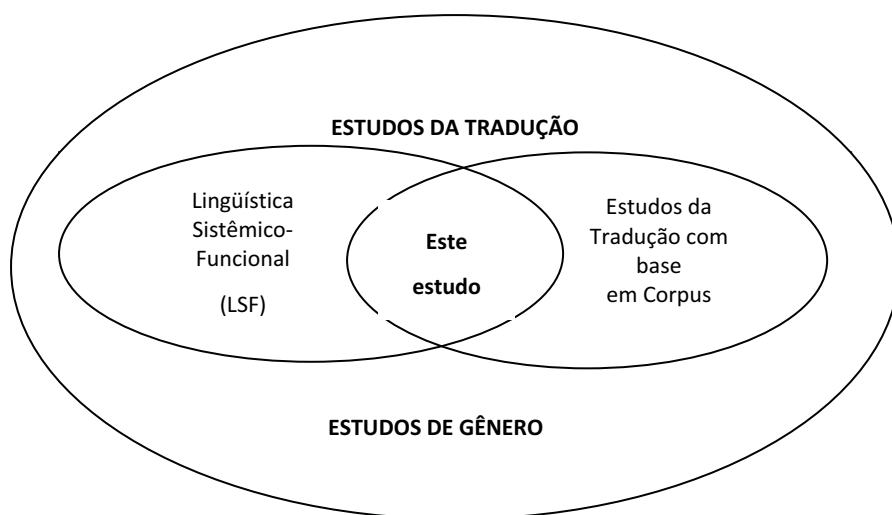 ESTUDOS DA TRADUÇÃO
Lingüística
Sistêmico-
Funcional
(LSF)
Este
estudo
Estudos da
Tradução com
base
em Corpus
ESTUDOS DE GÊNERO